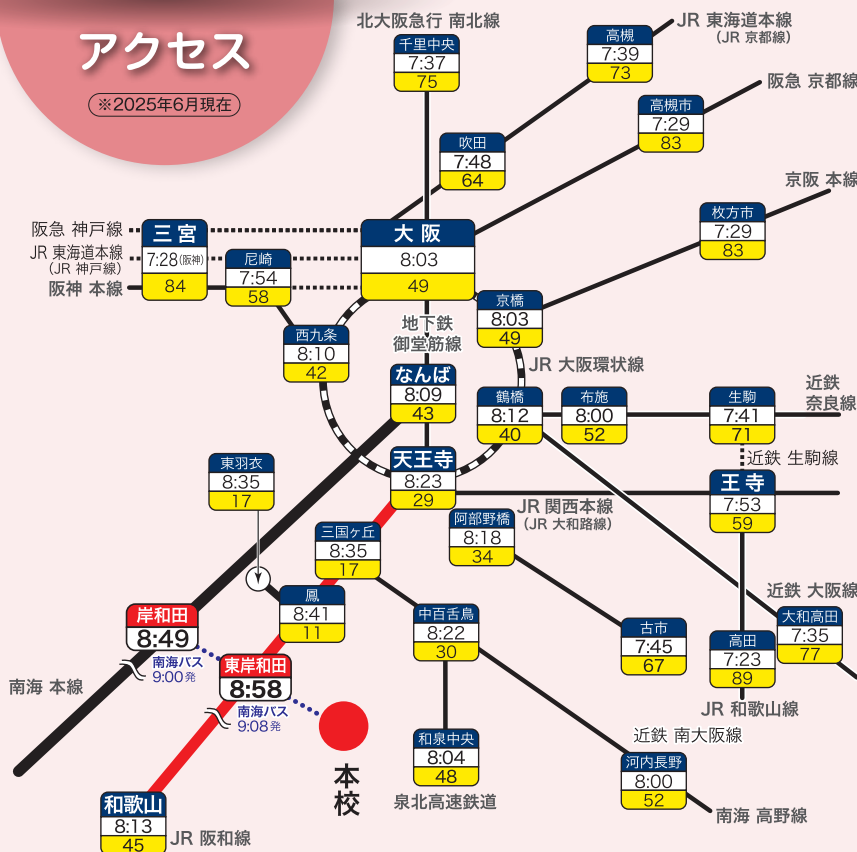 アクセス
※2025年6月現在
北大阪急行 南北線
千里中央
7:37
75
高槻
7:39
73
JR 東海道本線
(JR 京都線)
阪急 京都線
高槻市
7:29
83
吹田
7:48
64
京阪 本線
枚方市
7:29
83
阪急 神戸線
JR 東海道本線
(JR 神戸線)
阪神 本線
三宮
7:28(阪神)
84
尼崎
7:54
58
大阪
8:03
49
京橋
8:03
49
地下鉄
御堂筋線
西九条
8:10
42
JR 大阪環状線
なんば
8:09
43
鶴橋
8:12
40
布施
8:00
52
生駒
7:41
71
近鉄
奈良線
近鉄 生駒線
天王寺
8:23
29
王寺
7:53
59
東羽衣
8:35
17
JR 関西本線
(JR 大和路線)
三国ヶ丘
8:35
17
阿部野橋
8:18
34
鳳
8:41
11
中百舌鳥
8:22
30
古市
7:45
67
近鉄 大阪線
大和高田
7:35
77
高田
7:23
89
JR 和歌山線
岸和田
8:49
南海バス
9:00発
南海 本線
東岸和田
8:58
南海バス
9:08発
本校
和泉中央
8:04
48
泉北高速鉄道
近鉄 南大阪線
河内長野
8:00
52
南海 高野線
和歌山
8:13
45
JR 阪和線